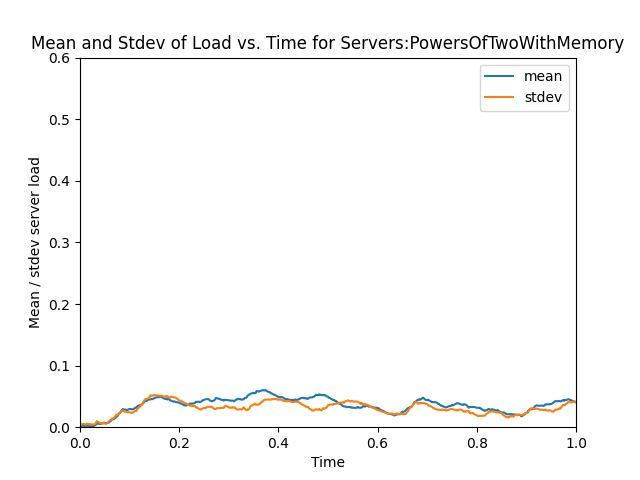 Mean and Stdev of Load vs. Time for Servers:PowersOfTwoWithMemory
mean
stdev
Mean / stdev server load
0.6
0.5
0.4
0.3
0.2
0.1
0.0
0.0 0.2 0.4 0.6 0.8 1.0
Time